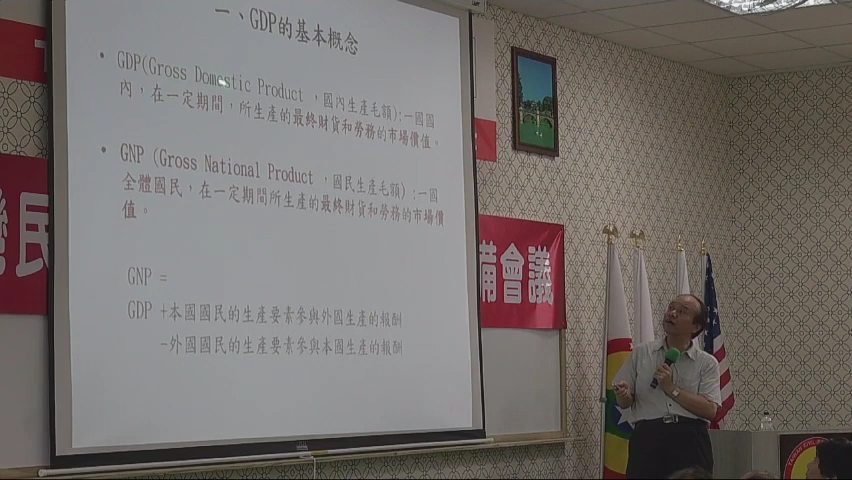 一、GDP的基本概念
• GDP(Gross Domestic Product ,國內生產毛額):一國國
內,在一定期間,所生產的最終財貨和勞務的市場價值。
• GNP (Gross National Product ,國民生產毛額) :一國
全體國民,在一定期間所生產的最終財貨和勞務的市場價
值。
GNP =
GDP +本國國民的生產要素參與外國生產的報酬
-外國國民的生產要素參與本國生產的報酬
灣民
備會議